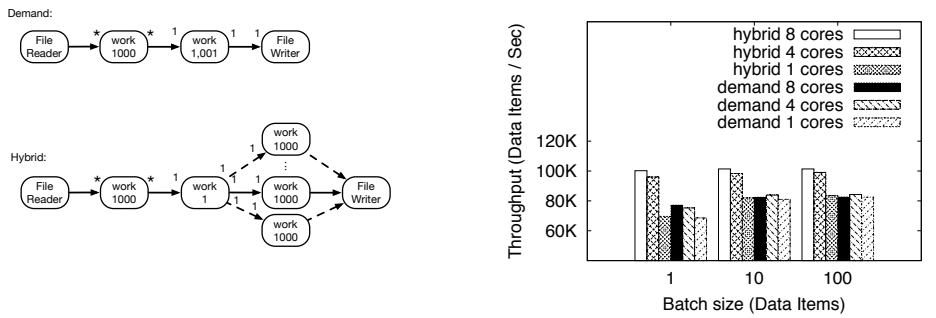 Demand:
File
Reader
*
work
1000
*
1
work
1,001
1
1
File
Writer
Hybrid:
File
Reader
*
work
1000
*
1
work
1
1
1
1
1
1
1
work
1000
⋮
work
1000
work
1000
File
Writer
hybrid 8 cores
hybrid 4 cores
hybrid 1 cores
demand 8 cores
demand 4 cores
demand 1 cores
Throughput (Data Items / Sec)
120K
100K
80K
60K
1
10
100
Batch size (Data Items)